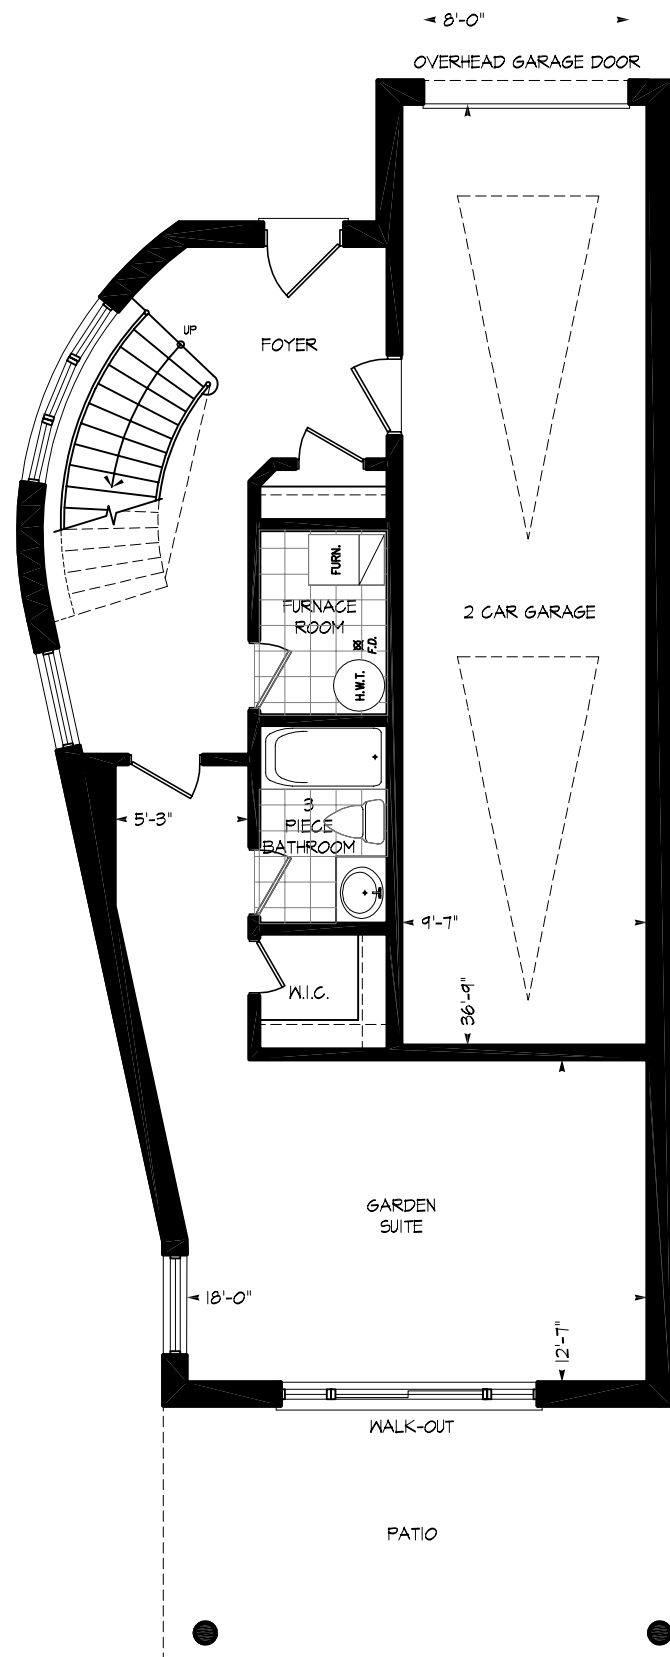 8'-0"
OVERHEAD GARAGE DOOR
UP
FOYER
FURN.
FURNACE
ROOM
F.D.
H.W.T.
2 CAR GARAGE
5'-3"
3
PIECE
BATHROOM
9'-7"
W.I.C.
36'-9"
GARDEN
SUITE
18'-0"
12'-7"
WALK-OUT
PATIO